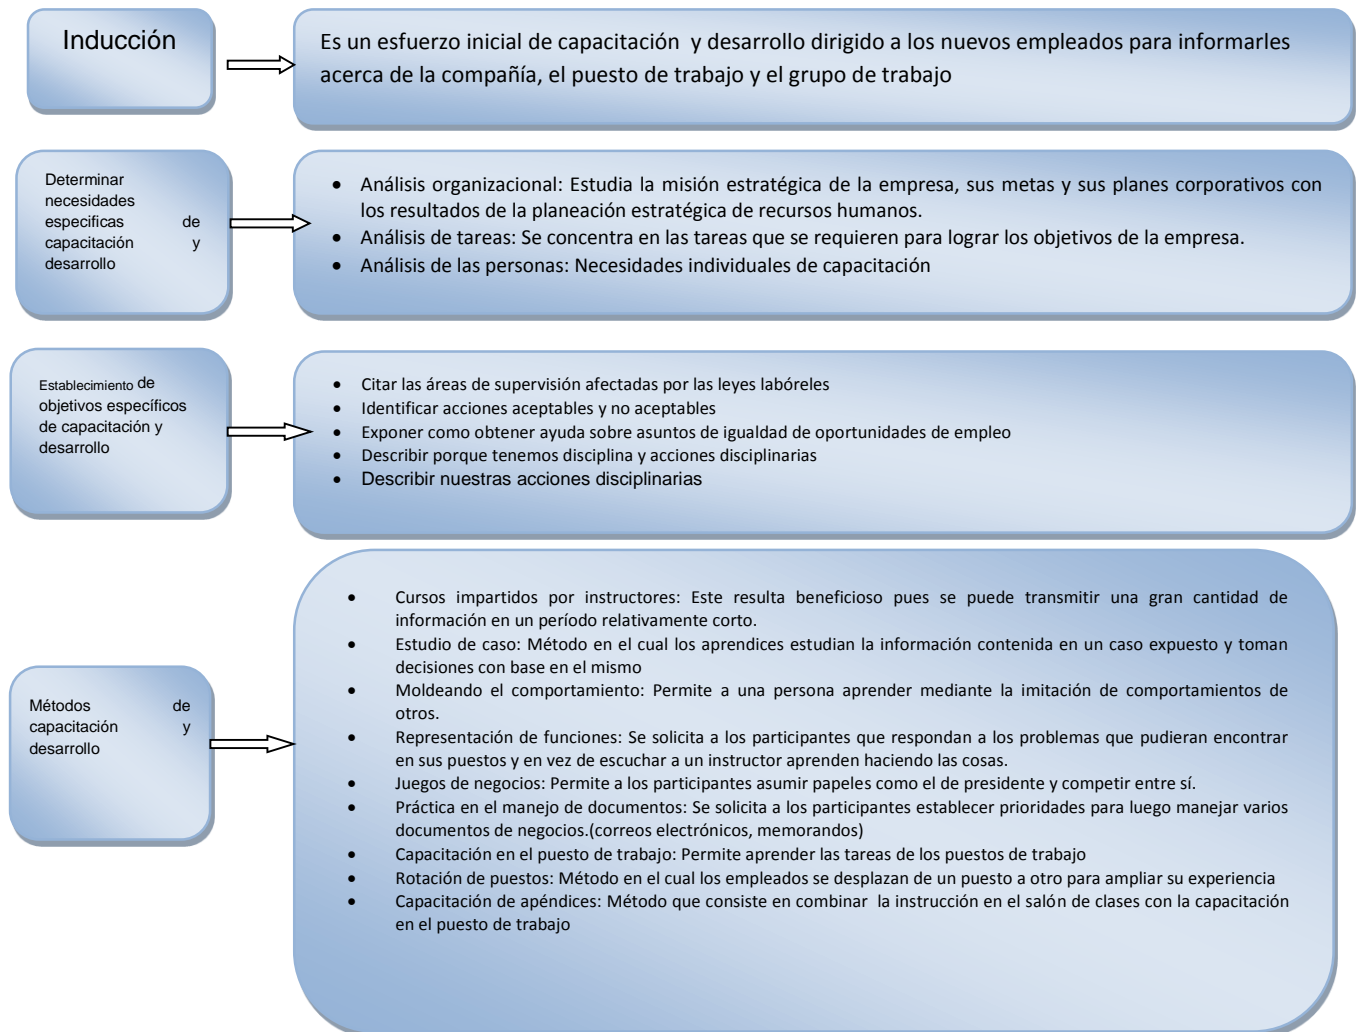 Inducción
Es un esfuerzo inicial de capacitación  y desarrollo dirigido a los nuevos empleados para informarles
acerca de la compañía, el puesto de trabajo y el grupo de trabajo
Determinar
necesidades
especificas de
capacitación y
desarrollo
• Análisis organizacional: Estudia la misión estratégica de la empresa, sus metas y sus planes corporativos con
los resultados de la planeación estratégica de recursos humanos.
• Análisis de tareas: Se concentra en las tareas que se requieren para lograr los objetivos de la empresa.
• Análisis de las personas: Necesidades individuales de capacitación
Establecimiento de
objetivos específicos
de capacitación y
desarrollo
• Citar las áreas de supervisión afectadas por las leyes labóreles
• Identificar acciones aceptables y no aceptables
• Exponer como obtener ayuda sobre asuntos de igualdad de oportunidades de empleo
• Describir porque tenemos disciplina y acciones disciplinarias
• Describir nuestras acciones disciplinarias
Métodos de
capacitación y
desarrollo
• Cursos impartidos por instructores: Este resulta beneficioso pues se puede transmitir una gran cantidad de
información en un período relativamente corto.
• Estudio de caso: Método en el cual los aprendices estudian la información contenida en un caso expuesto y toman
decisiones con base en el mismo
• Moldeando el comportamiento: Permite a una persona aprender mediante la imitación de comportamientos de
otros.
• Representación de funciones: Se solicita a los participantes que respondan a los problemas que pudieran encontrar
en sus puestos y en vez de escuchar a un instructor aprenden haciendo las cosas.
• Juegos de negocios: Permite a los participantes asumir papeles como el de presidente y competir entre sí.
• Práctica en el manejo de documentos: Se solicita a los participantes establecer prioridades para luego manejar varios
documentos de negocios.(correos electrónicos, memorandos)
• Capacitación en el puesto de trabajo: Permite aprender las tareas de los puestos de trabajo
• Rotación de puestos: Método en el cual los empleados se desplazan de un puesto a otro para ampliar su experiencia
• Capacitación de apéndices: Método que consiste en combinar  la instrucción en el salón de clases con la capacitación
en el puesto de trabajo